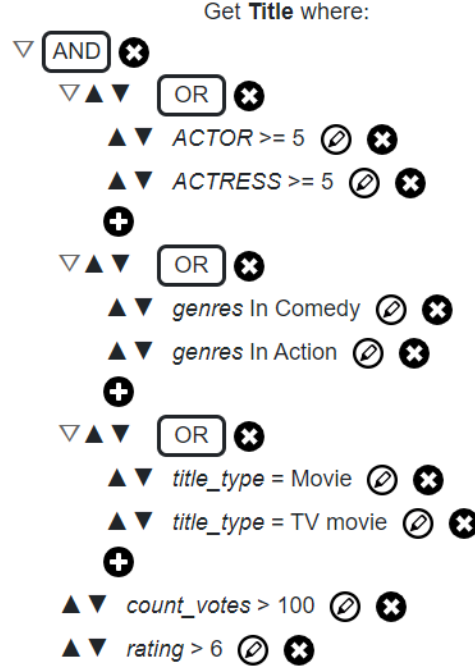 Get Title where:
AND
OR
ACTOR >= 5
ACTRESS >= 5
OR
genres In Comedy
genres In Action
OR
title_type = Movie
title_type = TV movie
count_votes > 100
rating > 6